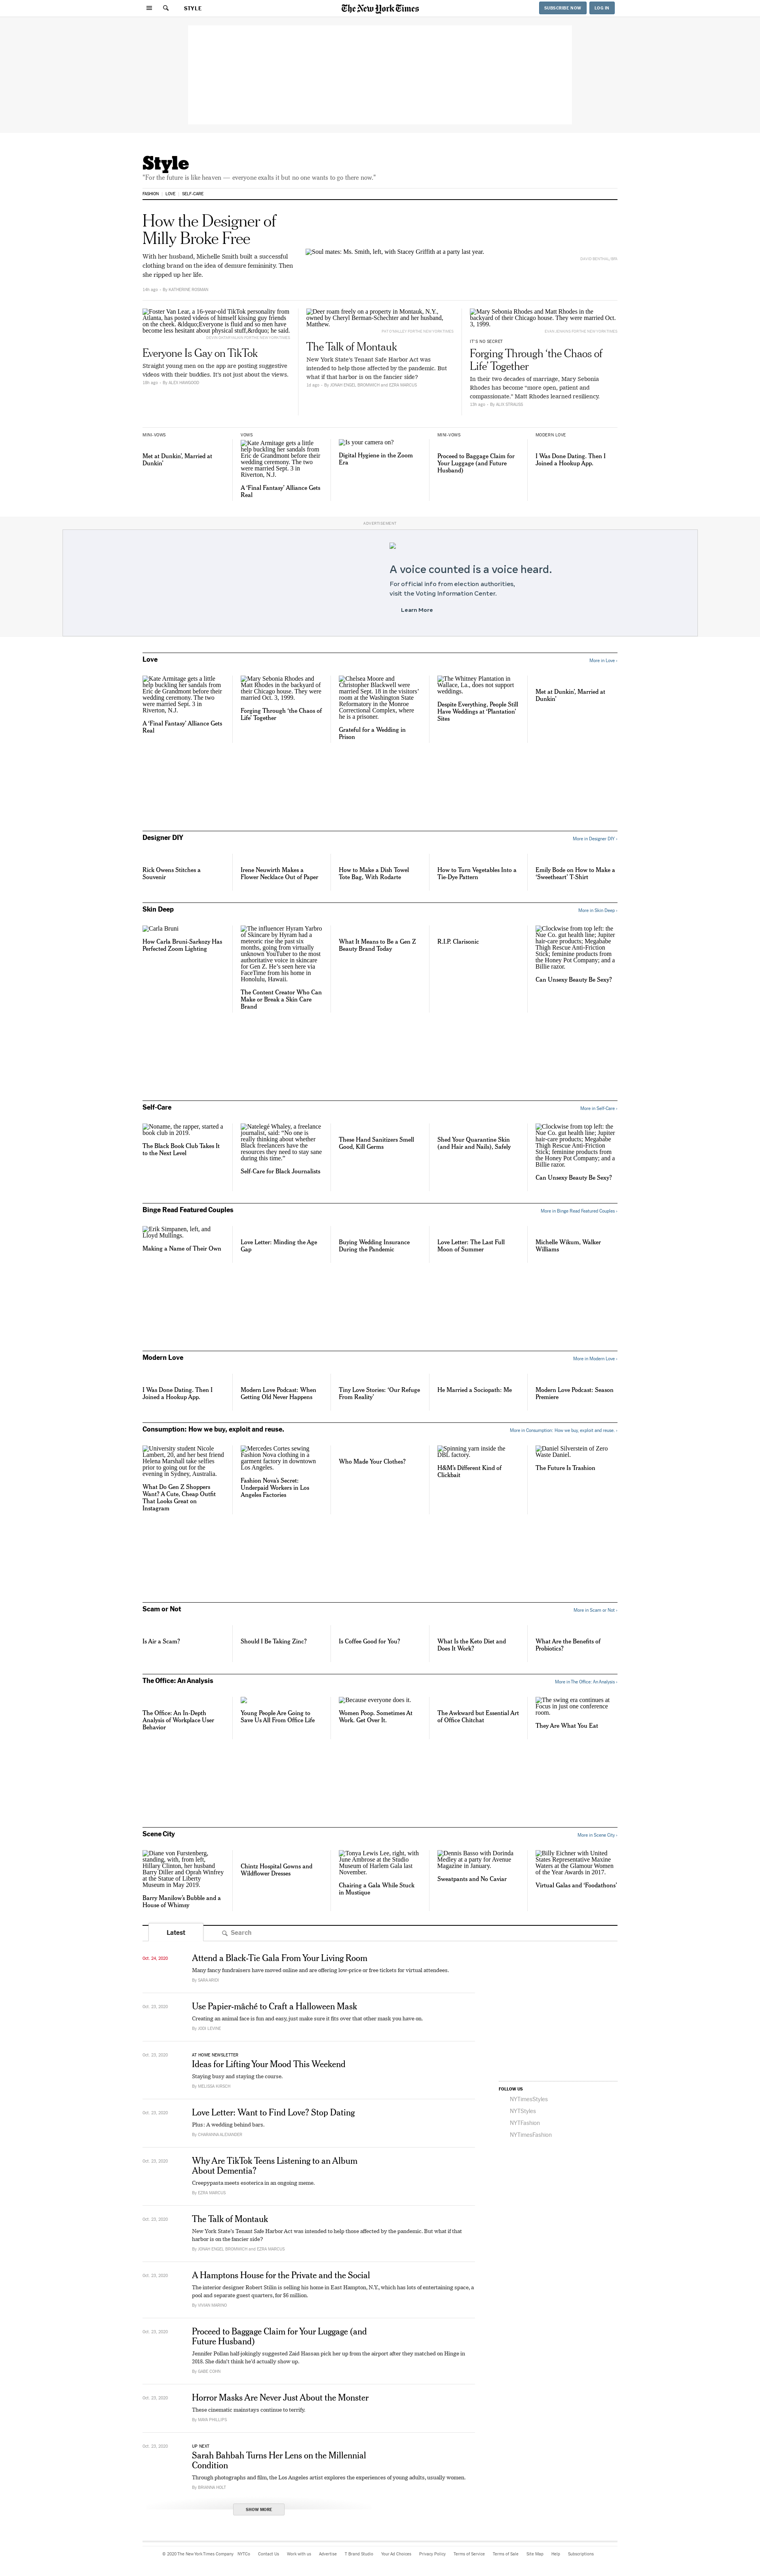 STYLE
The New York Times
SUBSCRIBE NOW
LOG IN
Style
"For the future is like heaven — everyone exalts it but no one wants to go there now."
FASHION
LOVE
SELF-CARE
How the Designer of
Milly Broke Free
With her husband, Michelle Smith built a successful
clothing brand on the idea of demure femininity. Then
she ripped up her life.
14h ago · By KATHERINE ROSMAN
Soul mates: Ms. Smith, left, with Stacey Griffith at a party last year.
Foster Van Lear, a 16-year-old TikTok personality from
Atlanta, has posted videos of himself kissing guy friends
on the cheek. &ldquo;Everyone is fluid and so men have
become less hesitant about physical stuff,&rdquo; he said.
Everyone Is Gay on TikTok
Straight young men on the app are posting suggestive
videos with their buddies. It's not just about the views.
By ALEX HAWGOOD
Deer roam freely on a property in Montauk, N.Y.,
owned by Cheryl Berman-Schechter and her husband,
Matthew.
The Talk of Montauk
New York State's Tenant Safe Harbor Act was
intended to help those affected by the pandemic. But
what if that harbor is on the fancier side?
1d ago · By JONAH ENGEL BROMWICH and EZRA MARCUS
Mary Sebonia Rhodes and Matt Rhodes in the
backyard of their Chicago house. They were married Oct.
3, 1999.
IT'S NO SECRET
Forging Through 'the Chaos of
Life' Together
In their two decades of marriage, Mary Sebonia
Rhodes has become "more open, patient and
compassionate." Matt Rhodes learned resiliency.
By ALIX STRAUSS
MINI-VOWS
Met at Dunkin', Married at
Dunkin'
VOWS
Kate Armitage gets a little
help buckling her sandals from
Eric de Grandmont before their
wedding ceremony. The two
were married Sept. 3 in
Riverton, N.J.
A 'Final Fantasy' Alliance Gets
Real
Is your camera on?
Digital Hygiene in the Zoom
Era
MINI-VOWS
Proceed to Baggage Claim for
Your Luggage (and Future
Husband)
MODERN LOVE
I Was Done Dating. Then I
Joined a Hookup App.
ADVERTISEMENT
A voice counted is a voice heard.
For official info from election authorities,
visit the Voting Information Center.
Learn More
Love
More in Love ›
Kate Armitage gets a little
help buckling her sandals from
Eric de Grandmont before their
wedding ceremony. The two
were married Sept. 3 in
Riverton, N.J.
A 'Final Fantasy' Alliance Gets
Real
Mary Sebonia Rhodes and
Matt Rhodes in the backyard of
their Chicago house. They were
married Oct. 3, 1999.
Forging Through 'the Chaos of
Life' Together
Chelsea Moore and
Christopher Blackwell were
married Sept. 18 in the visitors'
room at the Washington State
Reformatory in the Monroe
Correctional Complex, where
he is a prisoner.
Grateful for a Wedding in
Prison
The Whitney Plantation in
Wallace, La., does not support
weddings.
Despite Everything, People Still
Have Weddings at 'Plantation'
Sites
Met at Dunkin', Married at
Dunkin'
Designer DIY
More in Designer DIY ›
Rick Owens Stitches a
Souvenir
Irene Neuwirth Makes a
Flower Necklace Out of Paper
How to Make a Dish Towel
Tote Bag, With Rodarte
How to Turn Vegetables Into a
Tie-Dye Pattern
Emily Bode on How to Make a
'Sweetheart' T-Shirt
Skin Deep
More in Skin Deep ›
Carla Bruni
How Carla Bruni-Sarkozy Has
Perfected Zoom Lighting
The influencer Hyram Yarbro
of Skincare by Hyram had a
meteoric rise the past six
months, going from virtually
unknown YouTuber to the most
authoritative voice in skincare
for Gen Z. He's seen here via
FaceTime from his home in
Honolulu, Hawaii.
The Content Creator Who Can
Make or Break a Skin Care
Brand
What It Means to Be a Gen Z
Beauty Brand Today
R.I.P. Clarisonic
Clockwise from top left: the
Nue Co. gut health line; Jupiter
hair-care products; Megababe
Thigh Rescue Anti-Friction
Stick; feminine products from
the Honey Pot Company; and a
Billie razor.
Can Unsexy Beauty Be Sexy?
Self-Care
More in Self-Care ›
Noname, the rapper, started a
book club in 2019.
The Black Book Club Takes It
to the Next Level
Natelegé Whaley, a freelance
journalist, said: "No one is
really thinking about whether
Black freelancers have the
resources they need to stay sane
during this time."
Self-Care for Black Journalists
These Hand Sanitizers Smell
Good, Kill Germs
Shed Your Quarantine Skin
(and Hair and Nails), Safely
Clockwise from top left: the
Nue Co. gut health line; Jupiter
hair-care products; Megababe
Thigh Rescue Anti-Friction
Stick; feminine products from
the Honey Pot Company; and a
Billie razor.
Can Unsexy Beauty Be Sexy?
Binge Read Featured Couples
More in Binge Read Featured Couples ›
Erik Simpanen, left, and
Lloyd Mullings.
Making a Name of Their Own
Love Letter: Minding the Age
Gap
Buying Wedding Insurance
During the Pandemic
Love Letter: The Last Full
Moon of Summer
Michelle Wikum, Walker
Williams
Modern Love
More in Modern Love ›
I Was Done Dating. Then I
Joined a Hookup App.
Modern Love Podcast: When
Getting Old Never Happens
Tiny Love Stories: 'Our Refuge
From Reality'
He Married a Sociopath: Me
Modern Love Podcast: Season
Premiere
Consumption: How we buy, exploit and reuse.
More in Consumption: How we buy, exploit and reuse. ›
University student Nicole
Lambert, 20, and her best friend
Helena Marshall take selfies
prior to going out for the
evening in Sydney, Australia.
What Do Gen Z Shoppers
Want? A Cute, Cheap Outfit
That Looks Great on
Instagram
Mercedes Cortes sewing
Fashion Nova clothing in a
garment factory in downtown
Los Angeles.
Fashion Nova's Secret:
Underpaid Workers in Los
Angeles Factories
Who Made Your Clothes?
Spinning yarn inside the
DBL factory.
H&M's Different Kind of
Clickbait
Daniel Silverstein of Zero
Waste Daniel.
The Future Is Trashion
Scam or Not
More in Scam or Not ›
Is Air a Scam?
Should I Be Taking Zinc?
Is Coffee Good for You?
What Is the Keto Diet and
Does It Work?
What Are the Benefits of
Probiotics?
The Office: An Analysis
More in The Office: An Analysis ›
The Office: An In-Depth
Analysis of Workplace User
Behavior
Young People Are Going to
Save Us All From Office Life
Because everyone does it.
Women Poop. Sometimes At
Work. Get Over It.
The Awkward but Essential Art
of Office Chitchat
The swing era continues at
Focus in just one conference
room.
They Are What You Eat
Scene City
More in Scene City ›
Diane von Furstenberg,
standing, with, from left,
Hillary Clinton, her husband
Barry Diller and Oprah Winfrey
at the Statue of Liberty
Museum in May 2019.
Barry Manilow's Bubble and a
House of Whimsy
Chintz Hospital Gowns and
Wildflower Dresses
Tonya Lewis Lee, right, with
June Ambrose at the Studio
Museum of Harlem Gala last
November.
Chairing a Gala While Stuck
in Mustique
Dennis Basso with Dorinda
Medley at a party for Avenue
Magazine in January.
Sweatpants and No Caviar
Billy Eichner with United
States Representative Maxine
Waters at the Glamour Women
of the Year Awards in 2017.
Virtual Galas and 'Foodathons'
Latest
Search
Oct. 24, 2020
Attend a Black-Tie Gala From Your Living Room
Many fancy fundraisers have moved online and are offering low-price or free tickets for virtual attendees.
By SARA ARIDI
Oct. 23, 2020
Use Papier-mâché to Craft a Halloween Mask
Creating an animal face is fun and easy, just make sure it fits over that other mask you have on.
By JODI LEVINE
Oct. 23, 2020
AT HOME NEWSLETTER
Ideas for Lifting Your Mood This Weekend
Staying busy and staying the course.
By MELISSA KIRSCH
Oct. 23, 2020
Love Letter: Want to Find Love? Stop Dating
Plus: A wedding behind bars.
By CHARANNA ALEXANDER
Oct. 23, 2020
Why Are TikTok Teens Listening to an Album
About Dementia?
Creepypasta meets esoterica in an ongoing meme.
By EZRA MARCUS
Oct. 23, 2020
The Talk of Montauk
New York State's Tenant Safe Harbor Act was intended to help those affected by the pandemic. But what if that
harbor is on the fancier side?
By JONAH ENGEL BROMWICH and EZRA MARCUS
Oct. 23, 2020
A Hamptons House for the Private and the Social
The interior designer Robert Stilin is selling his home in East Hampton, N.Y., which has lots of entertaining space, a
pool and separate guest quarters, for $6 million.
By VIVIAN MARINO
Oct. 23, 2020
Proceed to Baggage Claim for Your Luggage (and
Future Husband)
Jennifer Pollan half-jokingly suggested Zaid Hassan pick her up from the airport after they matched on Hinge in
2018. She didn't think he'd actually show up.
By GABE COHN
Oct. 23, 2020
Horror Masks Are Never Just About the Monster
These cinematic mainstays continue to terrify.
By MAYA PHILLIPS
Oct. 23, 2020
UP NEXT
Sarah Bahbah Turns Her Lens on the Millennial
Condition
Through photographs and film, the Los Angeles artist explores the experiences of young adults, usually women.
By BRIANNA HOLT
SHOW MORE
FOLLOW US
NYTimesStyles
NYTStyles
NYTFashion
NYTimesFashion
© 2020 The New York Times Company
NYTCo
Contact Us
Work with us
Advertise
T Brand Studio
Your Ad Choices
Privacy Policy
Terms of Service
Terms of Sale
Site Map
Help
Subscriptions